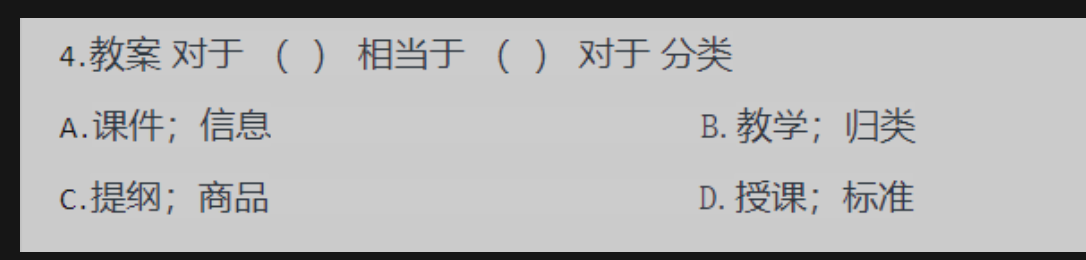 4.教案 对于 （ ） 相当于 （ ） 对于 分类
A.课件；信息 B. 教学；归类
C.提纲；商品 D. 授课；标准